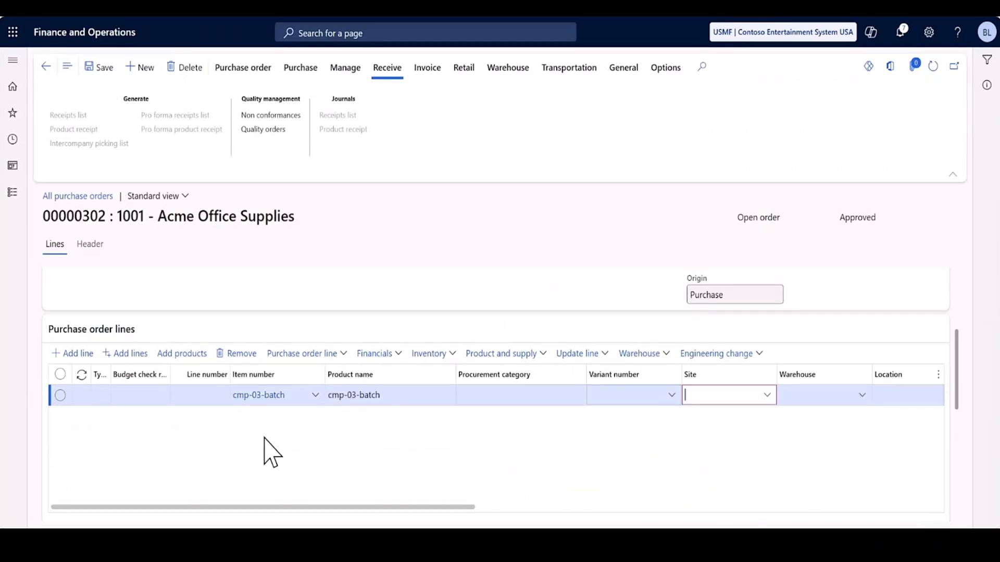 Finance and Operations
Search for a page
USMF | Contoso Entertainment System USA
7
BL
Save
New
Delete
Purchase order
Purchase
Manage
Receive
Invoice
Retail
Warehouse
Transportation
General
Options
0
Generate
Quality management
Journals
Receipts list
Pro forma receipts list
Non conformances
Receipts list
Product receipt
Pro forma product receipt
Quality orders
Product receipt
Intercompany picking list
All purchase orders | Standard view
00000302 : 1001 - Acme Office Supplies
Open order
Approved
Lines
Header
Origin
Purchase
Purchase order lines
Add line
Add lines
Add products
Remove
Purchase order line
Financials
Inventory
Product and supply
Update line
Warehouse
Engineering change
Ty...
Budget check r...
Line number
Item number
Product name
Procurement category
Variant number
Site
Warehouse
Location
cmp-03-batch
cmp-03-batch